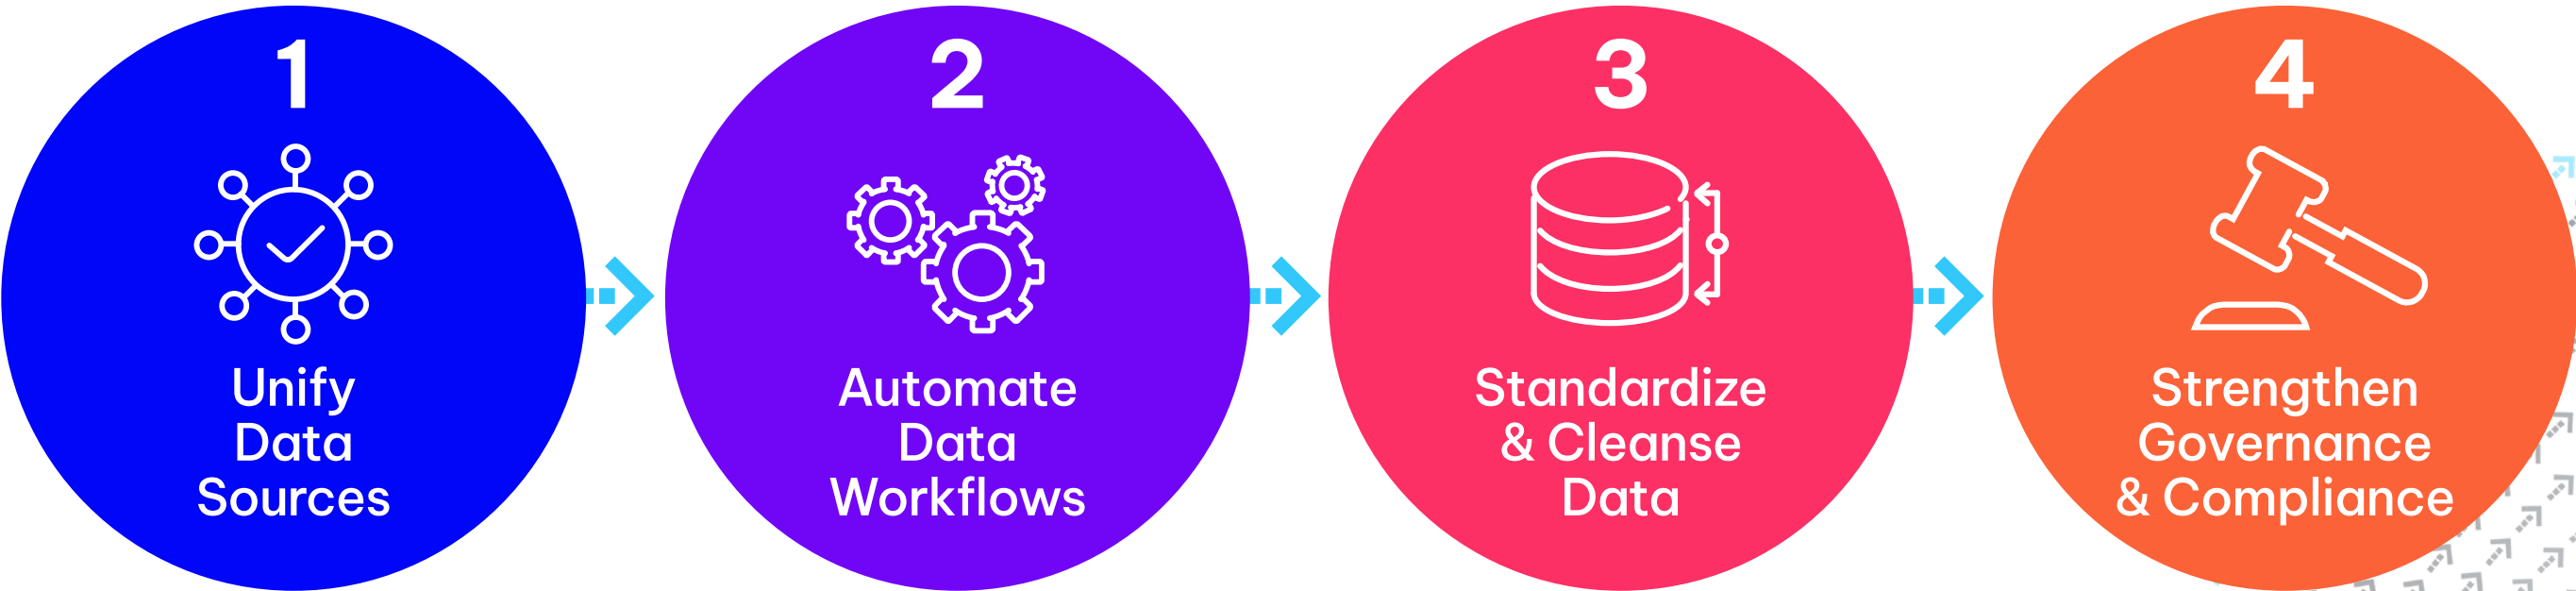 1
Unify
Data
Sources
2
Automate
Data
Workflows
3
Standardize
& Cleanse
Data
4
Strengthen
Governance
& Compliance